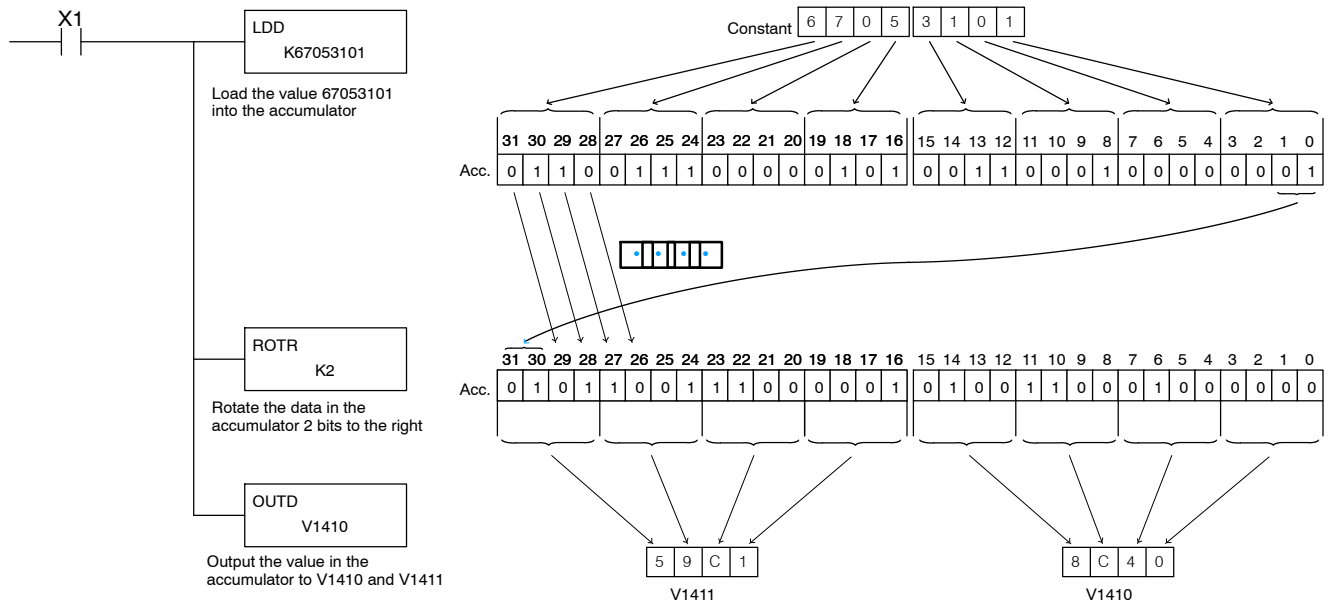 X1
LDD
K67053101
Load the value 67053101
into the accumulator
Constant 6 7 0 5 3 1 0 1
31 30 29 28 27 26 25 24 23 22 21 20 19 18 17 16 15 14 13 12 11 10 9 8 7 6 5 4 3 2 1 0
Acc. 0 1 1 0 0 1 1 1 0 0 0 0 0 1 0 1 0 0 1 1 0 0 0 1 0 0 0 0 0 0 0 1
ROTR
K2
Rotate the data in the
accumulator 2 bits to the right
31 30 29 28 27 26 25 24 23 22 21 20 19 18 17 16 15 14 13 12 11 10 9 8 7 6 5 4 3 2 1 0
Acc. 0 1 0 1 1 0 0 1 1 1 0 0 0 0 0 1 0 1 0 0 1 1 0 0 0 1 0 0 0 0 0 0
OUTD
V1410
Output the value in the
accumulator to V1410 and V1411
5 9 C 1
V1411
8 C 4 0
V1410